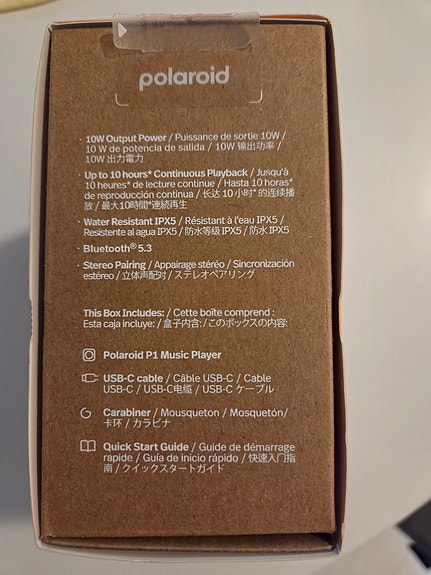 polaroid
· 10W Output Power / Puissance de sortie 10W /
10 W de potencia de salida / 10W 输出功率 /
10W 出力電力
· Up to 10 hours* Continuous Playback / Jusqu'à
10 heures* de lecture continue / Hasta 10 horas*
de reproducción continua / 长达 10 小时* 的连续播
放 / 最大10時間*連続再生
· Water Resistant IPX5 / Résistant à l'eau IPX5 /
Resistente al agua IPX5 / 防水等级 IPX5 / 防水 IPX5
· Bluetooth® 5.3
· Stereo Pairing / Appairage stéréo / Sincronización
estéreo / 立体声配对 / ステレオペアリング
This Box Includes: / Cette boîte comprend :
Esta caja incluye: / 盒子内含: /このボックスの内容:
Polaroid P1 Music Player
USB-C cable / Câble USB-C / Cable
USB-C / USB-C电缆 / USB-C ケーブル
Carabiner / Mousqueton / Mosquetón/
卡环 / カラビナ
Quick Start Guide / Guide de démarrage
rapide / Guía de inicio rápido / 快速入门指
南 / クイックスタートガイド